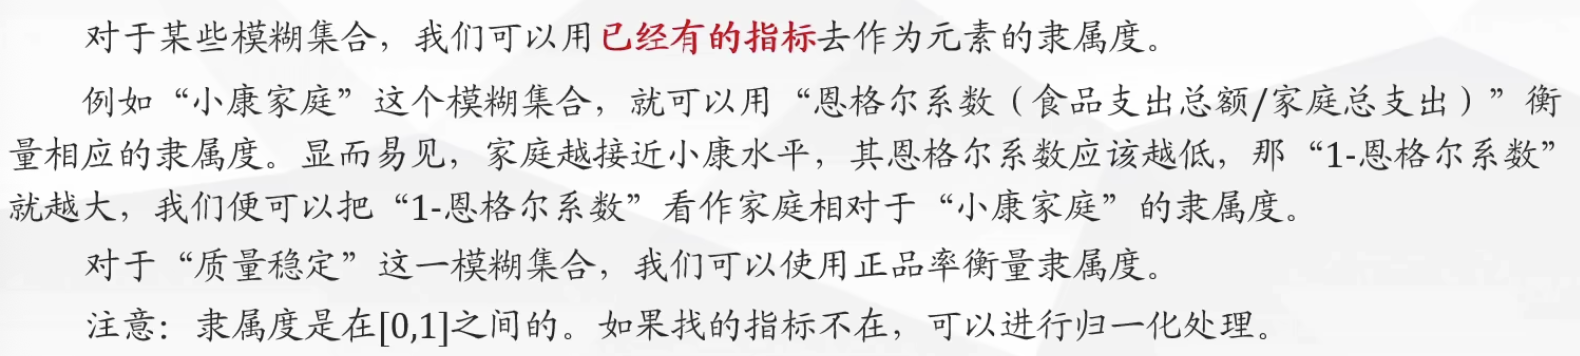 对于某些模糊集合，我们可以用已经有的指标去作为元素的隶属度。
例如“小康家庭”这个模糊集合，就可以用“恩格尔系数（食品支出总额/家庭总支出）”衡
量相应的隶属度。显而易见，家庭越接近小康水平，其恩格尔系数应该越低，那“1-恩格尔系数”
就越大，我们便可以把“1-恩格尔系数”看作家庭相对于“小康家庭”的隶属度。
对于“质量稳定”这一模糊集合，我们可以使用正品率衡量隶属度。
注意：隶属度是在[0,1]之间的。如果找的指标不在，可以进行归一化处理。